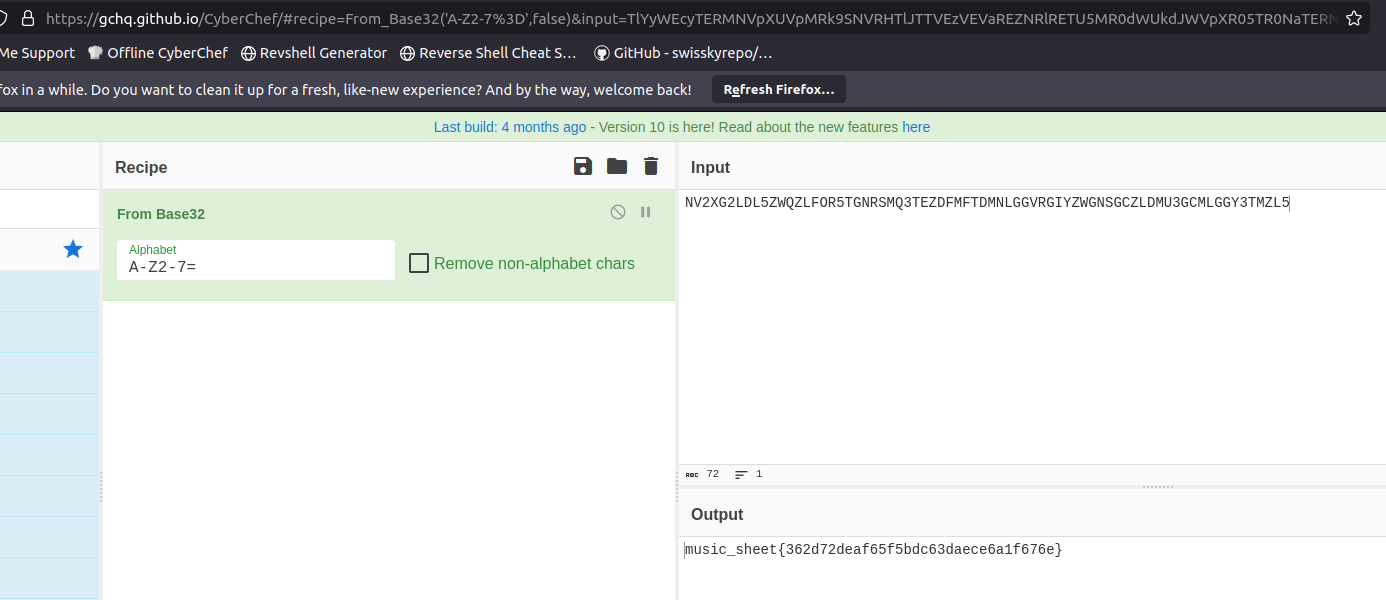 https://gchq.github.io/CyberChef/#recipe=From_Base32('A-Z2-7%3D',false)&input=TlYyWEcyTERMNVpXUVpMRk9SNVRHTlJTTVEzVEVaREZNRlRETU5MR0dWUkdJWVpXR05TR0NaTERN
Me Support Offline CyberChef Revshell Generator Reverse Shell Cheat S… GitHub - swisskyrepo/…
fox in a while. Do you want to clean it up for a fresh, like-new experience? And by the way, welcome back! Refresh Firefox…
Last build: 4 months ago - Version 10 is here! Read about the new features here
Recipe
From Base32
Alphabet
A-Z2-7=
Remove non-alphabet chars
Input
NV2XG2LDL5ZWQZLFOR5TGNRSMQ3TEZDFMFTDMNLGGVRGIYZWGNSGCZLDMU3GCMLGGY3TMZL5
ABC 72 1
Output
music_sheet{362d72deaf65f5bdc63daece6a1f676e}